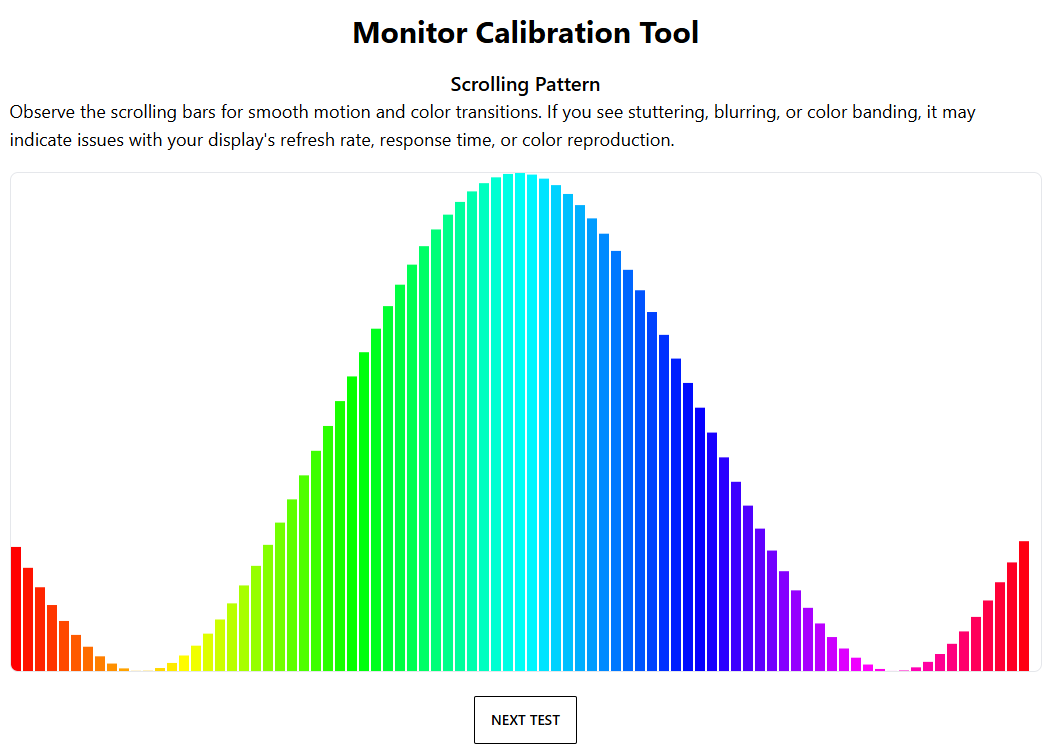 Monitor Calibration Tool
Scrolling Pattern
Observe the scrolling bars for smooth motion and color transitions. If you see stuttering, blurring, or color banding, it may
indicate issues with your display's refresh rate, response time, or color reproduction.
NEXT TEST